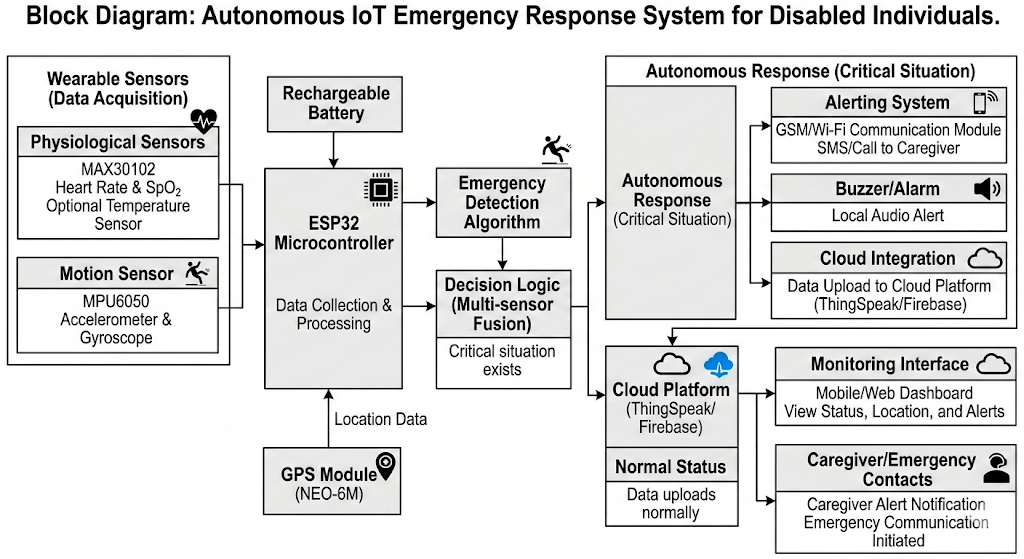 Block Diagram: Autonomous IoT Emergency Response System for Disabled Individuals.
Wearable Sensors
(Data Acquisition)
Physiological Sensors
MAX30102
Heart Rate & SpO₂
Optional Temperature
Sensor
Motion Sensor
MPU6050
Accelerometer &
Gyroscope
Rechargeable
Battery
ESP32
Microcontroller
Data Collection &
Processing
Location Data
GPS Module
(NEO-6M)
Emergency
Detection
Algorithm
Decision Logic
(Multi-sensor
Fusion)
Critical situation
exists
Autonomous Response (Critical Situation)
Autonomous
Response
(Critical Situation)
Alerting System
GSM/Wi-Fi Communication Module
SMS/Call to Caregiver
Buzzer/Alarm
Local Audio Alert
Cloud Integration
Data Upload to Cloud Platform
(ThingSpeak/Firebase)
Cloud Platform
(ThingSpeak/
Firebase)
Normal Status
Data uploads
normally
Monitoring Interface
Mobile/Web Dashboard
View Status, Location, and Alerts
Caregiver/Emergency
Contacts
Caregiver Alert Notification
Emergency Communication
Initiated